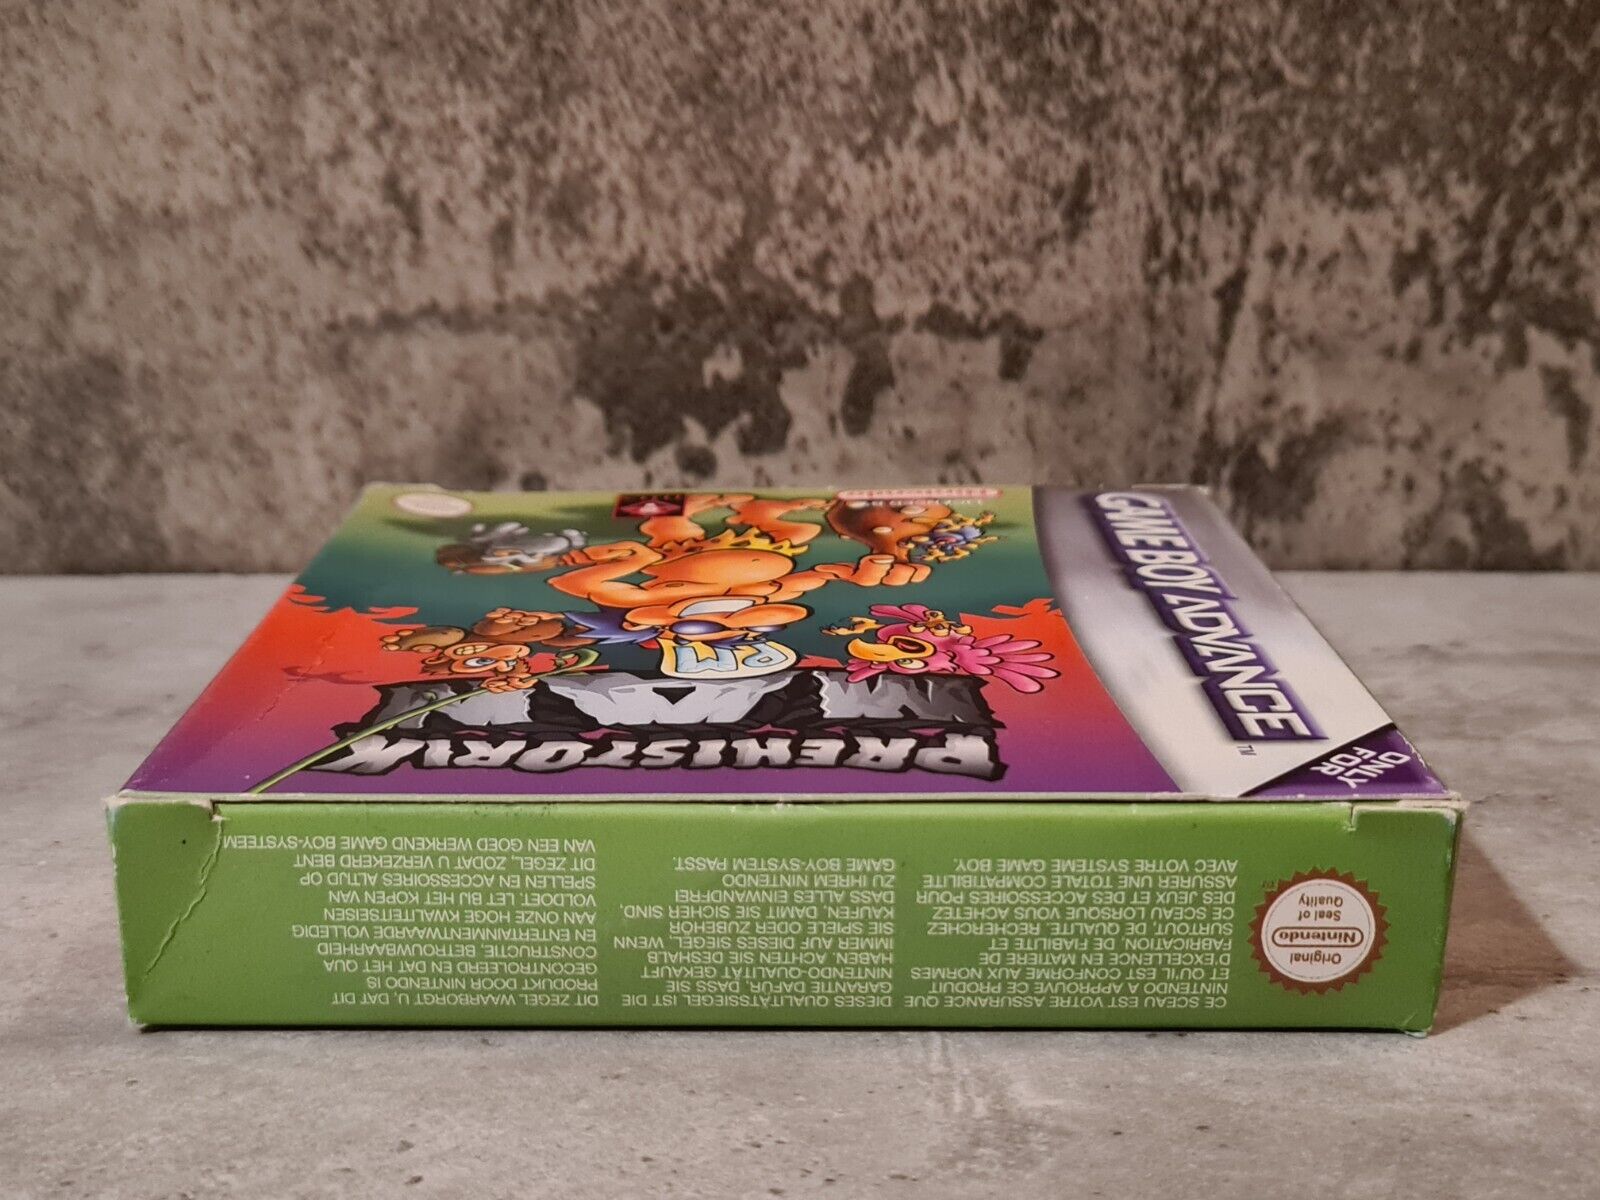 ONLY
FOR
GAME BOY ADVANCE
TM
PREHISTORIK
MAN
PM
Original
Nintendo
Seal of
Quality
CE SCEAU EST VOTRE ASSURANCE QUE
NINTENDO A APPROUVE CE PRODUIT
ET QU'IL EST CONFORME AUX NORMES
D'EXCELLENCE EN MATIERE DE
FABRICATION, DE FIABILITE ET
SURTOUT, DE QUALITE. RECHERCHEZ
CE SCEAU LORSQUE VOUS ACHETEZ
DES JEUX ET DES ACCESSOIRES POUR
ASSURER UNE TOTALE COMPATIBILITE
AVEC VOTRE SYSTEME GAME BOY.
DIESES QUALITÄTSSIEGEL IST DIE
GARANTIE DAFÜR, DASS SIE
NINTENDO-QUALITÄT GEKAUFT
HABEN. ACHTEN SIE DESHALB
IMMER AUF DIESES SIEGEL, WENN
SIE SPIELE ODER ZUBEHÖR
KAUFEN, DAMIT SIE SICHER SIND,
DASS ALLES EINWANDFREI
ZU IHREM NINTENDO
GAME BOY-SYSTEM PASST.
DIT ZEGEL WAARBORGT U, DAT DIT
PRODUKT DOOR NINTENDO IS
GECONTROLEERD EN DAT HET QUA
CONSTRUCTIE, BETROUWBAARHEID
EN ENTERTAINMENTWAARDE VOLLEDIG
AAN ONZE HOGE KWALITEITSEISEN
VOLDOET. LET BIJ HET KOPEN VAN
SPELLEN EN ACCESSOIRES ALTIJD OP
DIT ZEGEL, ZODAT U VERZEKERD BENT
VAN EEN GOED WERKEND GAME BOY-SYSTEEM